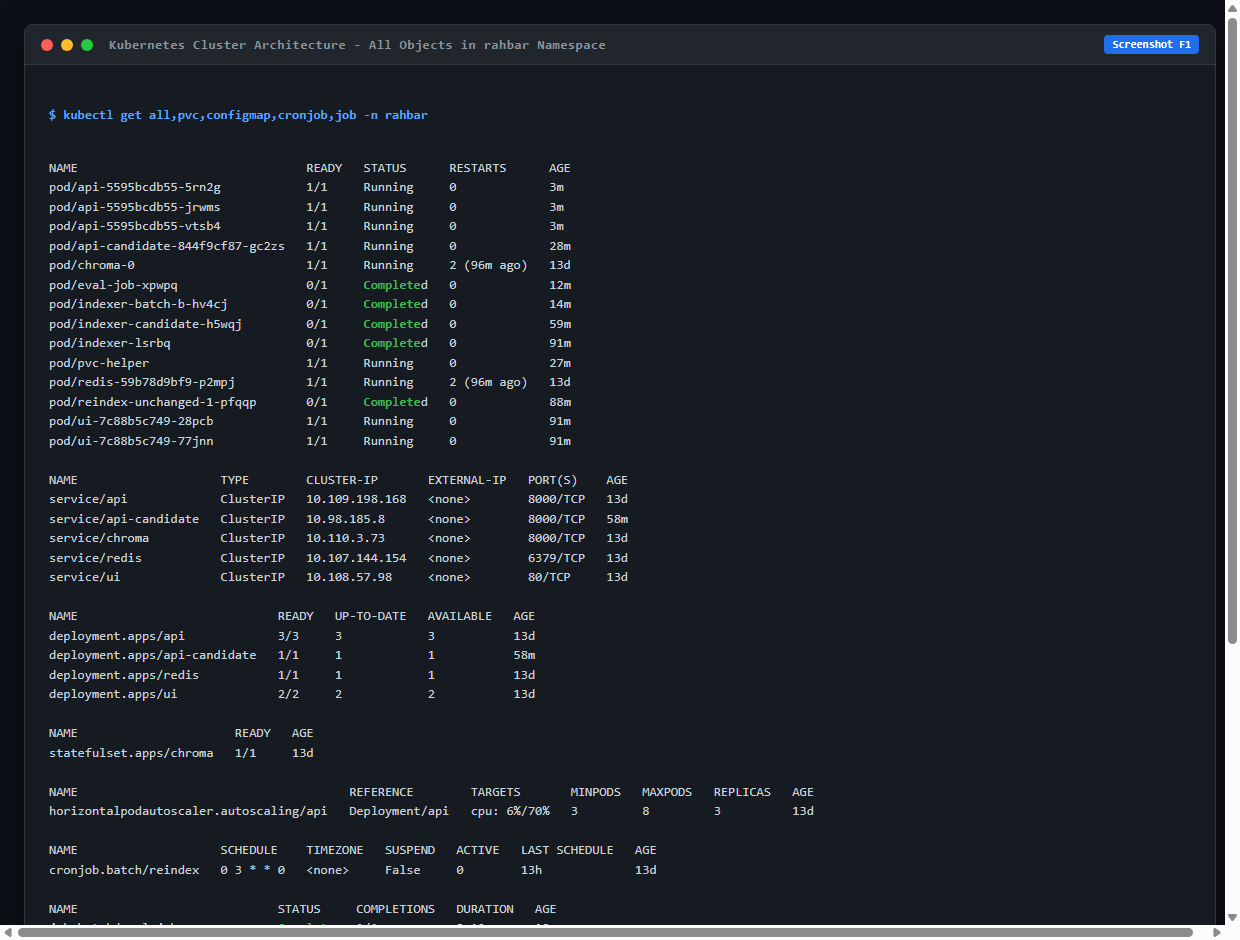 Kubernetes Cluster Architecture - All Objects in rahbar Namespace
Screenshot F1
$ kubectl get all,pvc,configmap,cronjob,job -n rahbar
NAME READY STATUS RESTARTS AGE
pod/api-5595bcdb55-5rn2g 1/1 Running 0 3m
pod/api-5595bcdb55-jrwms 1/1 Running 0 3m
pod/api-5595bcdb55-vtsb4 1/1 Running 0 3m
pod/api-candidate-844f9cf87-gc2zs 1/1 Running 0 28m
pod/chroma-0 1/1 Running 2 (96m ago) 13d
pod/eval-job-xpwpq 0/1 Completed 0 12m
pod/indexer-batch-b-hv4cj 0/1 Completed 0 14m
pod/indexer-candidate-h5wqj 0/1 Completed 0 59m
pod/indexer-lsrbq 0/1 Completed 0 91m
pod/pvc-helper 1/1 Running 0 27m
pod/redis-59b78d9bf9-p2mpj 1/1 Running 2 (96m ago) 13d
pod/reindex-unchanged-1-pfqqp 0/1 Completed 0 88m
pod/ui-7c88b5c749-28pcb 1/1 Running 0 91m
pod/ui-7c88b5c749-77jnn 1/1 Running 0 91m
NAME TYPE CLUSTER-IP EXTERNAL-IP PORT(S) AGE
service/api ClusterIP 10.109.198.168 <none> 8000/TCP 13d
service/api-candidate ClusterIP 10.98.185.8 <none> 8000/TCP 58m
service/chroma ClusterIP 10.110.3.73 <none> 8000/TCP 13d
service/redis ClusterIP 10.107.144.154 <none> 6379/TCP 13d
service/ui ClusterIP 10.108.57.98 <none> 80/TCP 13d
NAME READY UP-TO-DATE AVAILABLE AGE
deployment.apps/api 3/3 3 3 13d
deployment.apps/api-candidate 1/1 1 1 58m
deployment.apps/redis 1/1 1 1 13d
deployment.apps/ui 2/2 2 2 13d
NAME READY AGE
statefulset.apps/chroma 1/1 13d
NAME REFERENCE TARGETS MINPODS MAXPODS REPLICAS AGE
horizontalpodautoscaler.autoscaling/api Deployment/api cpu: 6%/70% 3 8 3 13d
NAME SCHEDULE TIMEZONE SUSPEND ACTIVE LAST SCHEDULE AGE
cronjob.batch/reindex 0 3 * * 0 <none> False 0 13h 13d
NAME STATUS COMPLETIONS DURATION AGE